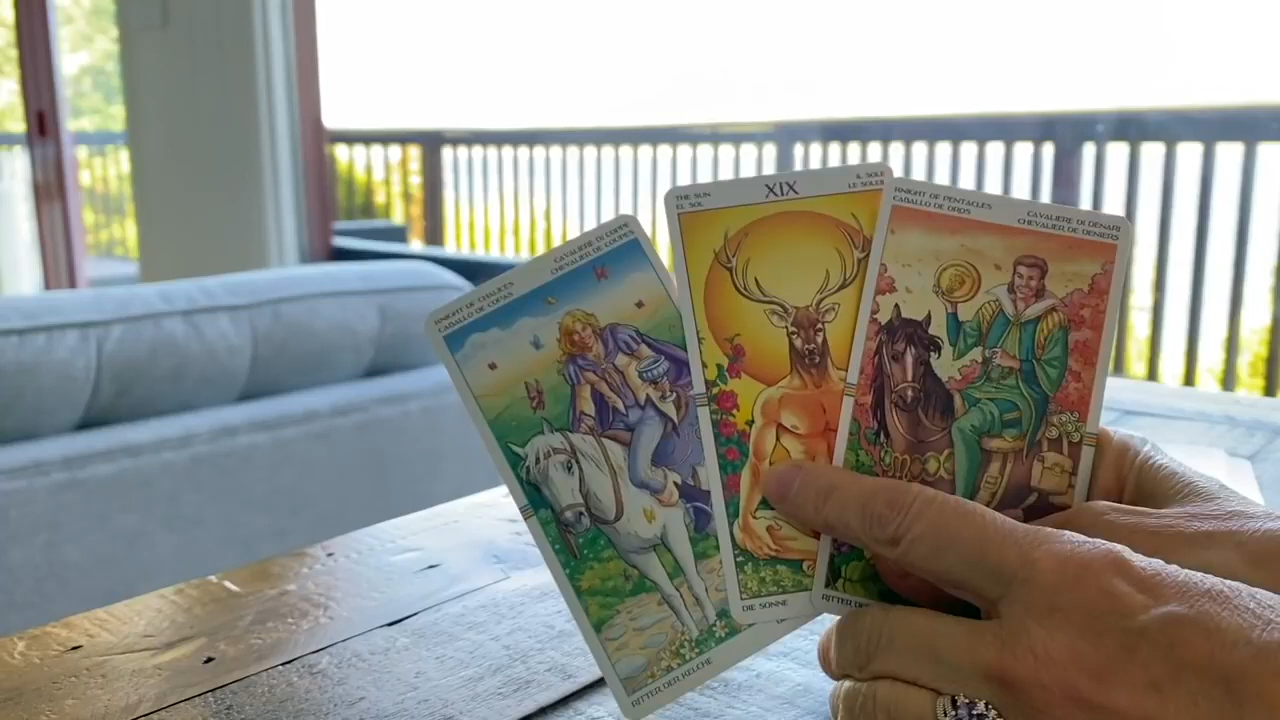 KNIGHT OF CHALICES
CABALLO DE COPAS
CAVALIERE DI COPPE
CHEVALIER DE COUPES
RITTER DER KELCHE
THE SUN
EL SOL
XIX
IL SOLE
LE SOLEIL
DIE SONNE
KNIGHT OF PENTACLES
CABALLO DE OROS
CAVALIERE DI DENARI
CHEVALIER DE DENIERS
RITTER DE